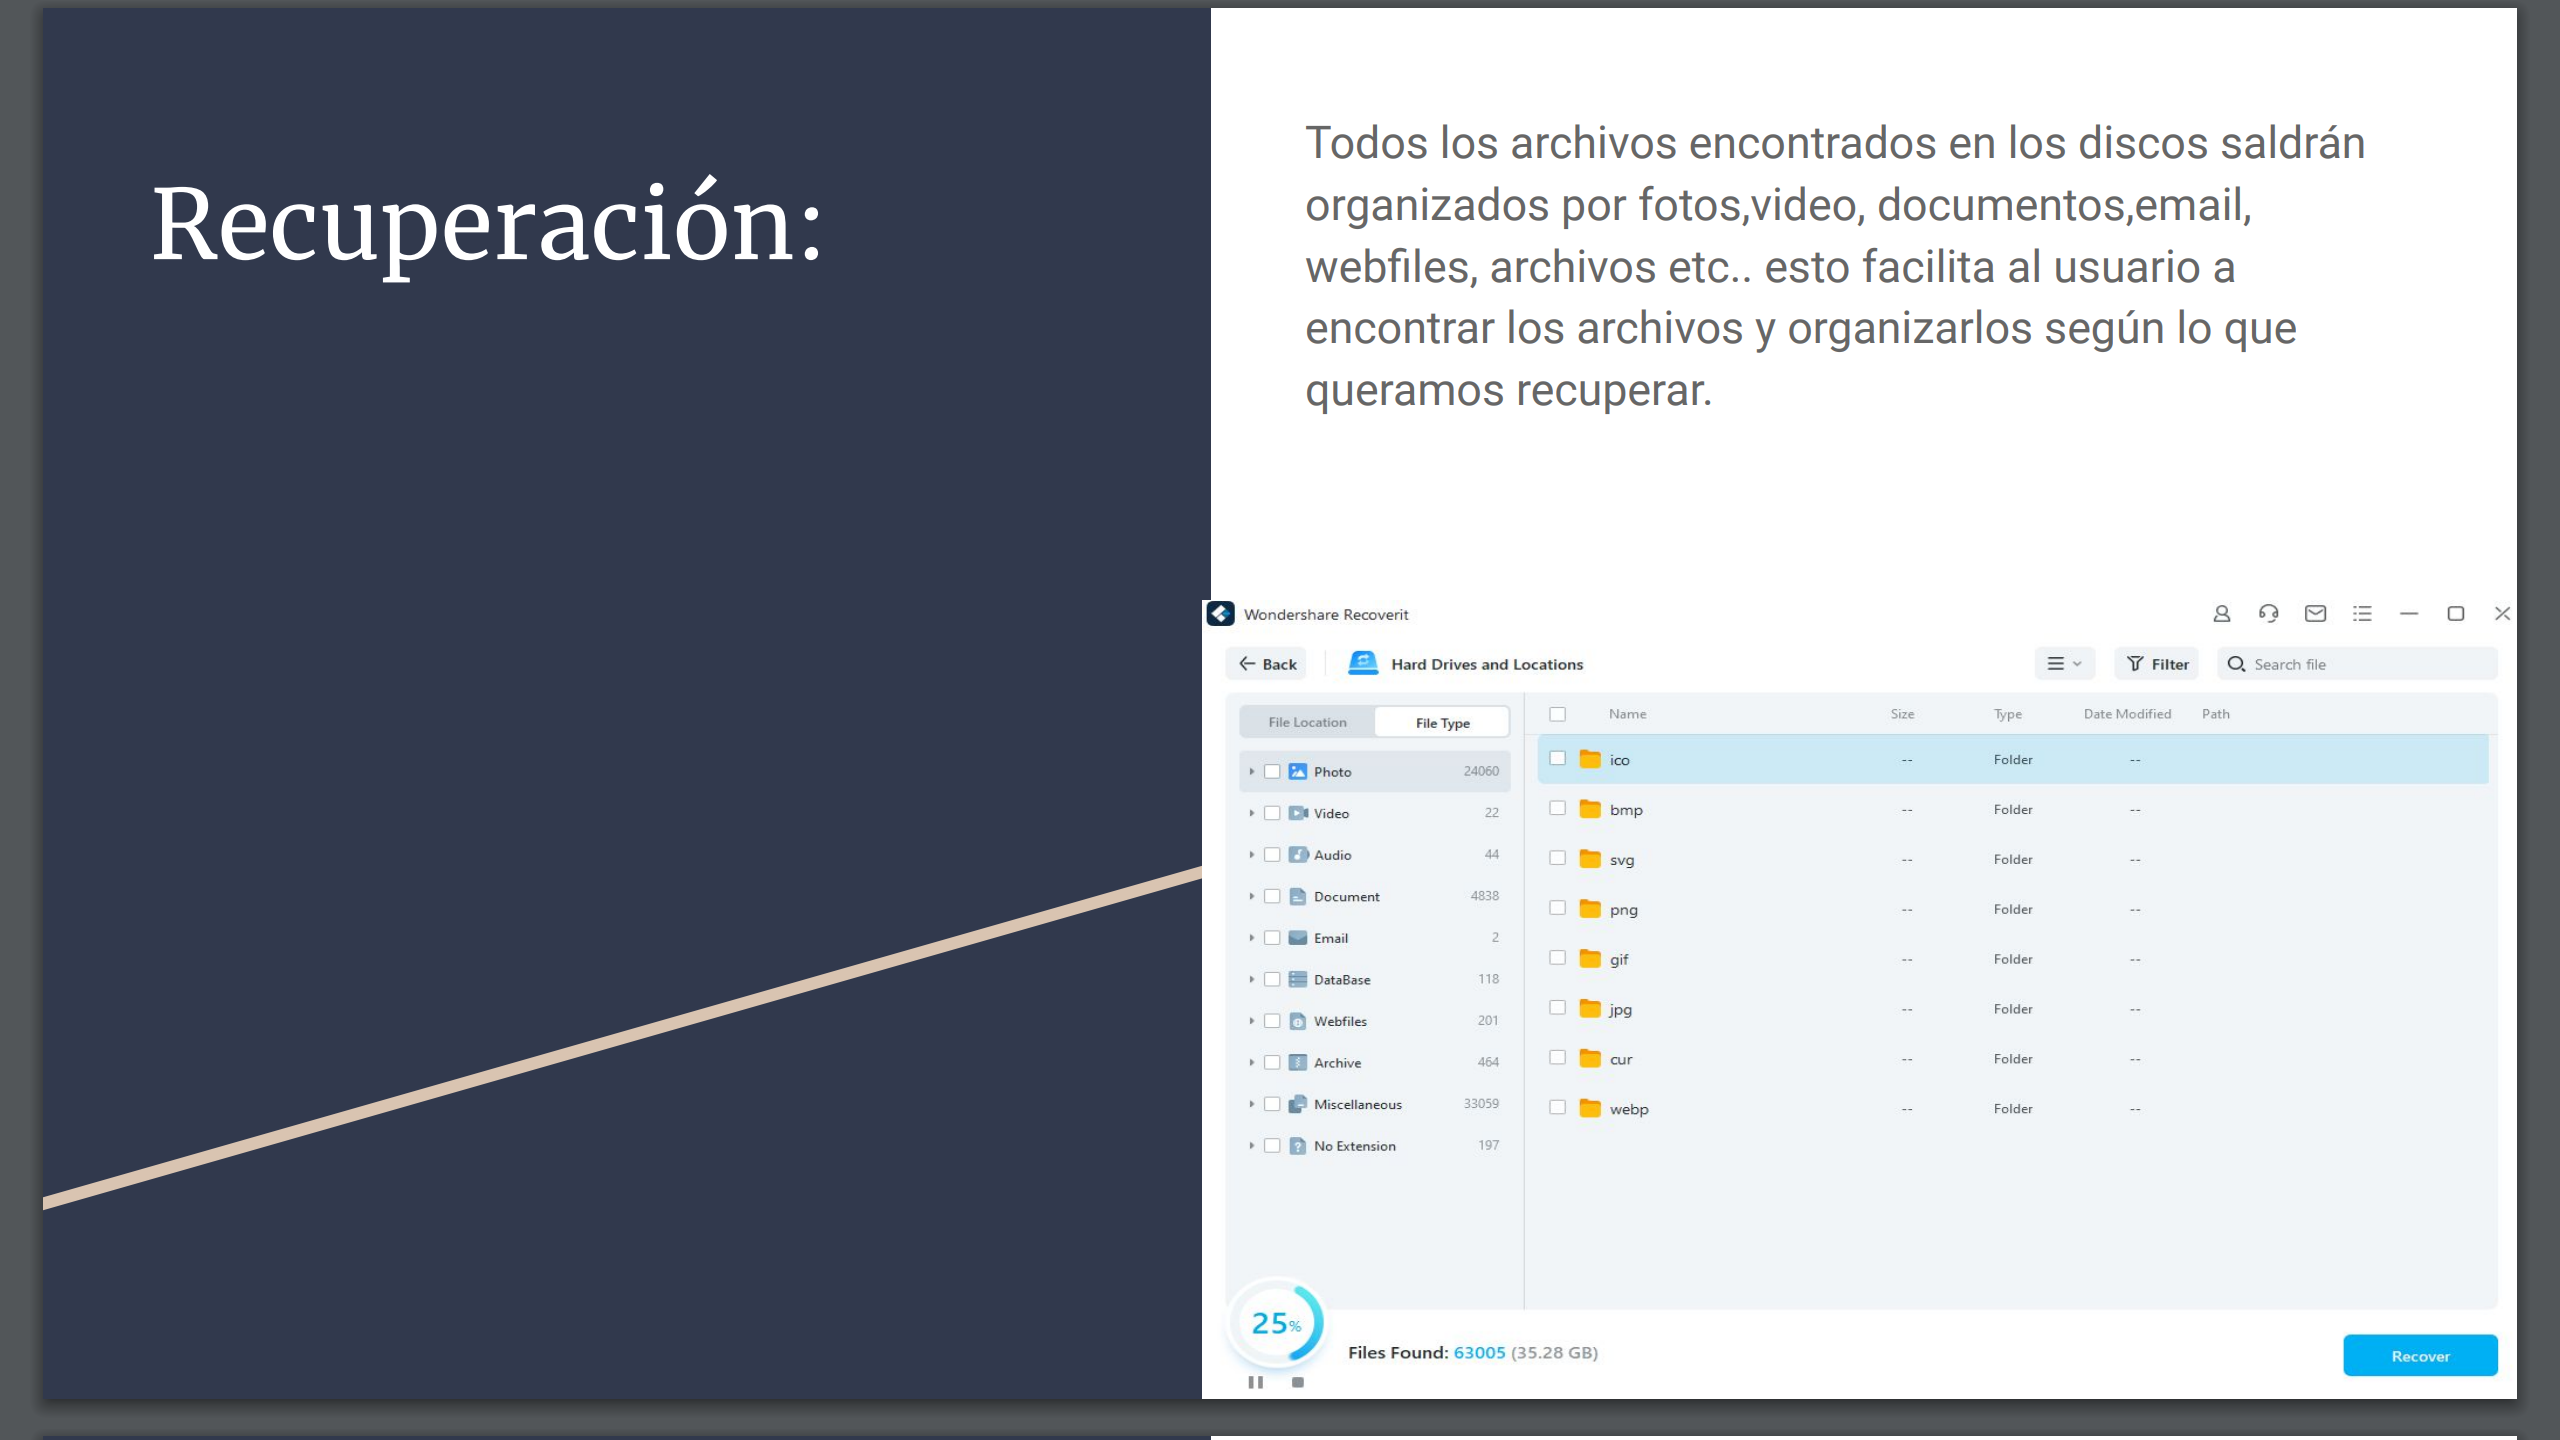 Recuperación:
Todos los archivos encontrados en los discos saldrán
organizados por fotos,video, documentos,email,
webfiles, archivos etc.. esto facilita al usuario a
encontrar los archivos y organizarlos según lo que
queramos recuperar.
Wondershare Recoverit
Back Hard Drives and Locations Filter Search file
File Location File Type
Photo 24060
Video 22
Audio 44
Document 4838
Email 2
DataBase 118
Webfiles 201
Archive 464
Miscellaneous 33059
No Extension 197
Name Size Type Date Modified Path
ico -- Folder --
bmp -- Folder --
svg -- Folder --
png -- Folder --
gif -- Folder --
jpg -- Folder --
cur -- Folder --
webp -- Folder --
25%
Files Found: 63005 (35.28 GB)
Recover